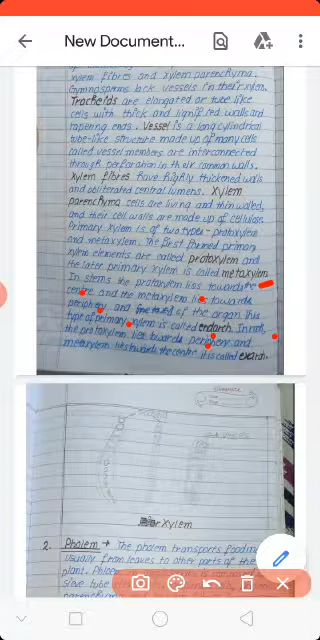 New Document...
xylem fibres and xylem parenchyma.
Gymnosperms lack vessels in their xylem.
Tracheids are elongated or tube like
cells with thick and lignified walls and
tapering ends. Vessel is a long cylindrical
tube-like structure made up of many cells
called vessel members are interconnected
through perforation in their common walls.
Xylem fibres have highly thickened walls
and obliterated central lumens. Xylem
parenchyma cells are living and thin walled,
and their cell walls are made up of cellulose.
Primary xylem is of two types - protoxylem
and metaxylem. The first formed primary
xylem elements are called protoxylem and
the later primary xylem is called metaxylem
In stems the protoxylem lies towards the
centre and the metaxylem lies towards
periphery and of the organ. This
type of primary xylem is called endarch. In roots,
the protoxylem lies towards periphery and
metaxylem lies towards the centre it is called exarch.
Xylem
2. Pholem → The pholem transports food
usually from leaves to other parts of the
plant.
sieve tube